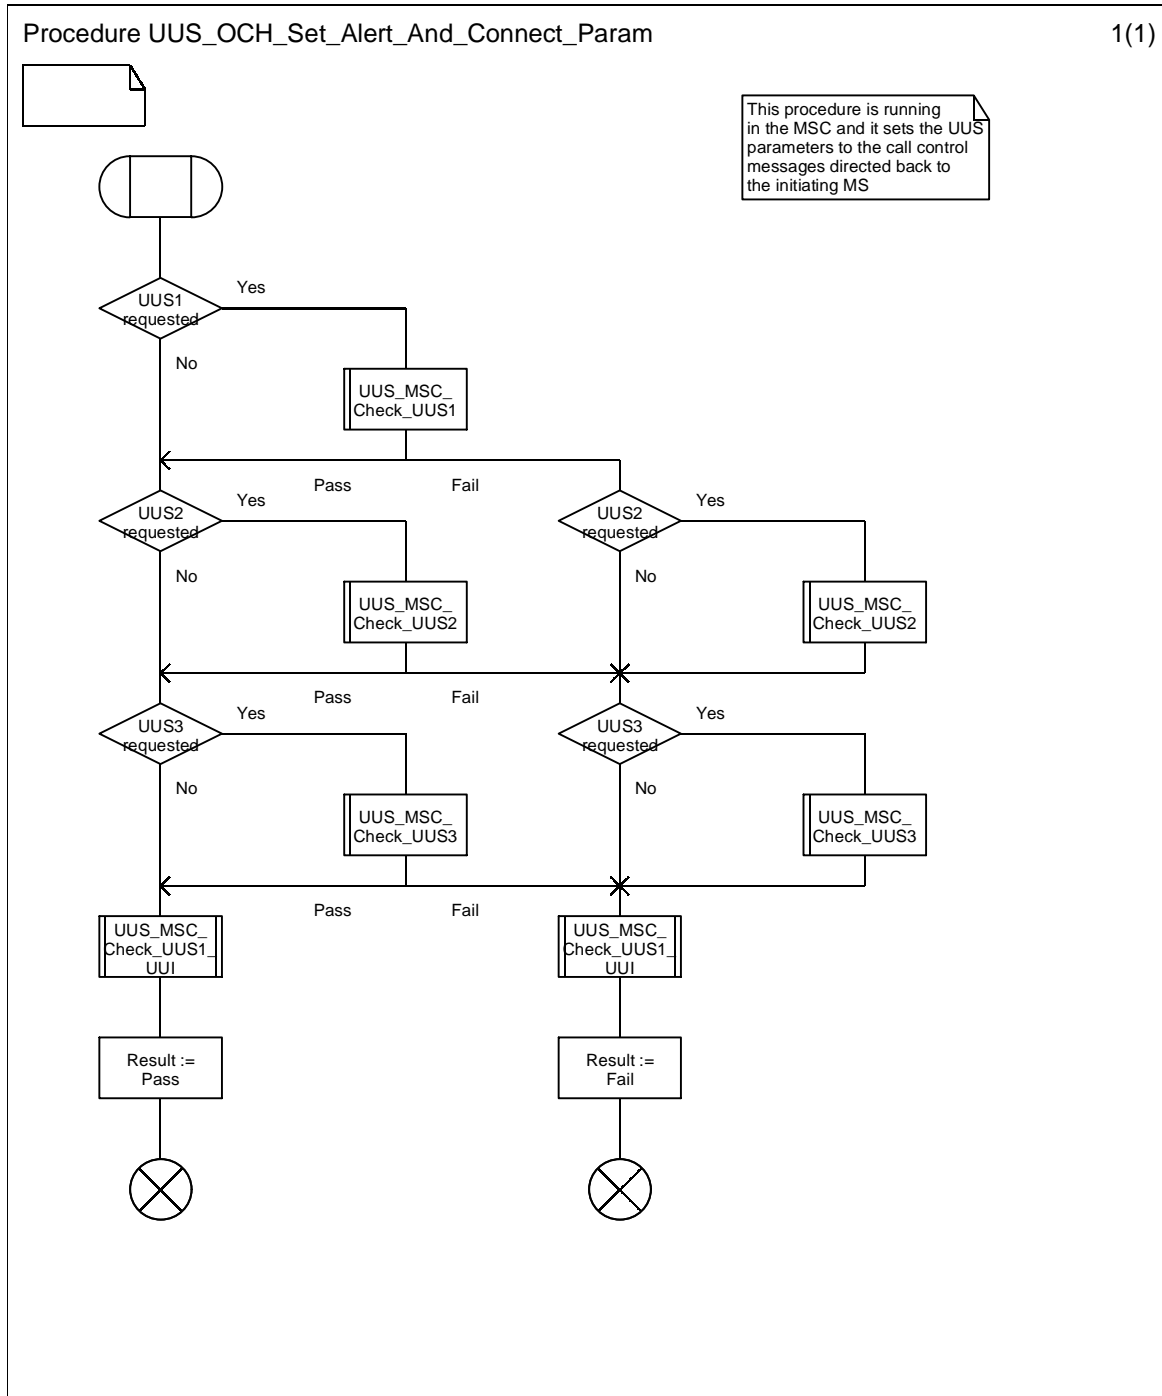 Procedure UUS_OCH_Set_Alert_And_Connect_Param
1(1)
This procedure is running
in the MSC and it sets the UUS
parameters to the call control
messages directed back to
the initiating MS
UUS1
requested
Yes
No
UUS_MSC_
Check_UUS1
Pass
Fail
UUS2
requested
Yes
No
UUS_MSC_
Check_UUS2
UUS2
requested
Yes
No
UUS_MSC_
Check_UUS2
Pass
Fail
UUS3
requested
Yes
No
UUS_MSC_
Check_UUS3
UUS3
requested
Yes
No
UUS_MSC_
Check_UUS3
Pass
Fail
UUS_MSC_
Check_UUS1_
UUI
UUS_MSC_
Check_UUS1_
UUI
Result :=
Pass
Result :=
Fail